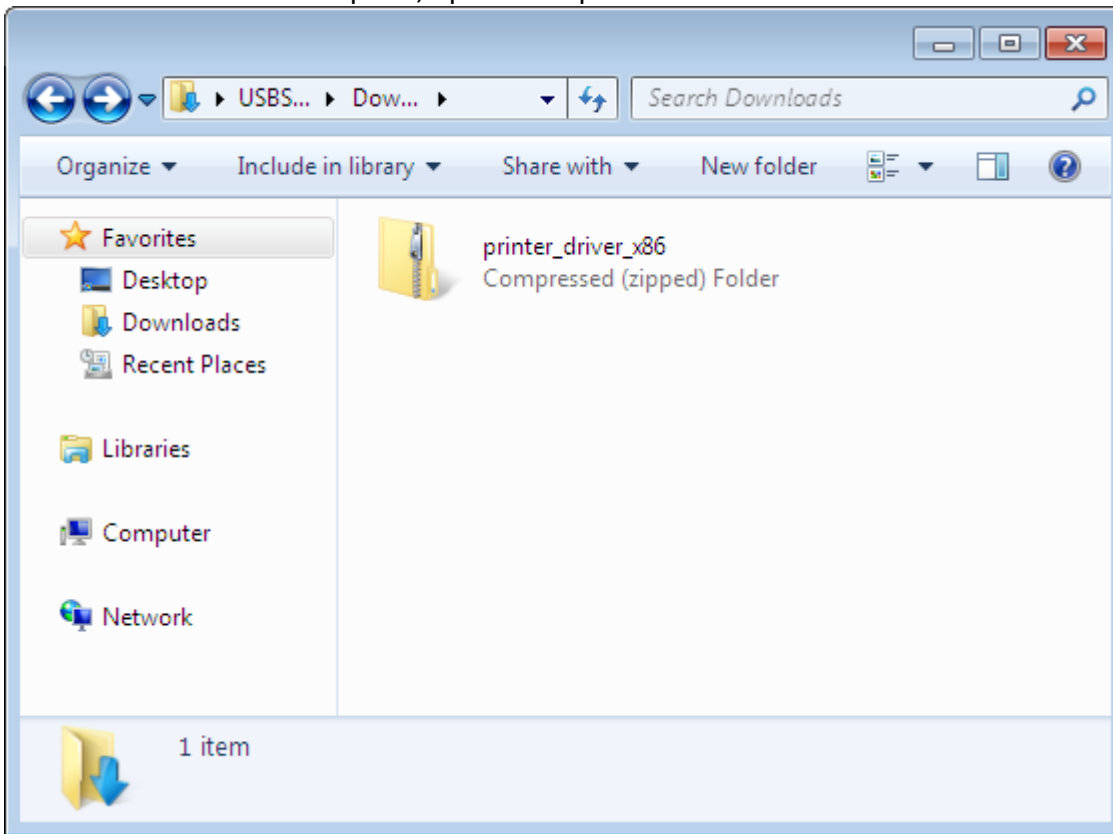 USBS... Dow... Search Downloads
Organize Include in library Share with New folder
Favorites
Desktop
Downloads
Recent Places
Libraries
Computer
Network
printer_driver_x86
Compressed (zipped) Folder
1 item